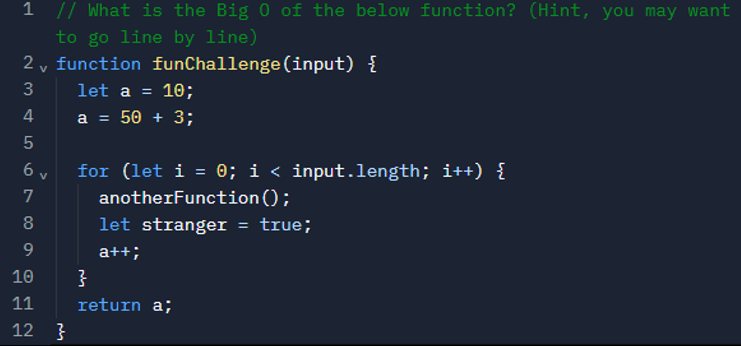 1 // What is the Big O of the below function? (Hint, you may want
to go line by line)
2 v function funChallenge(input) {
3 let a = 10;
4 a = 50 + 3;
5
6 v for (let i = 0; i < input.length; i++) {
7 anotherFunction();
8 let stranger = true;
9 a++;
10 }
11 return a;
12 }